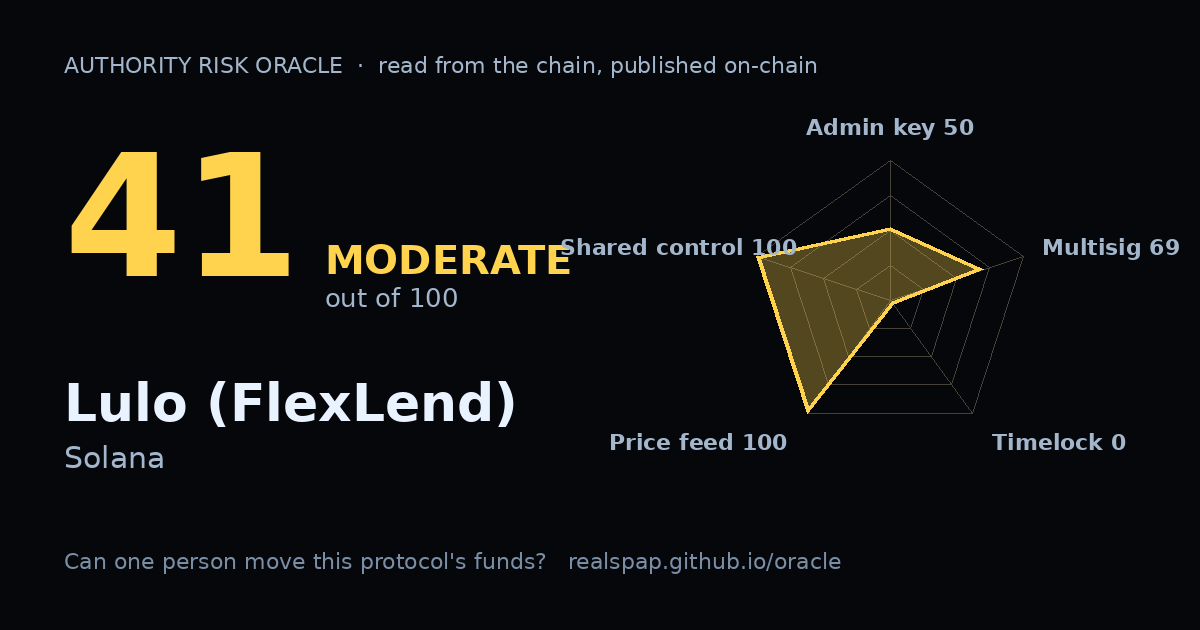 AUTHORITY RISK ORACLE · read from the chain, published on-chain
41
MODERATE
out of 100
Lulo (FlexLend)
Solana
Admin key 50
Shared control 100
Multisig 69
Price feed 100
Timelock 0
Can one person move this protocol's funds? realspap.github.io/oracle